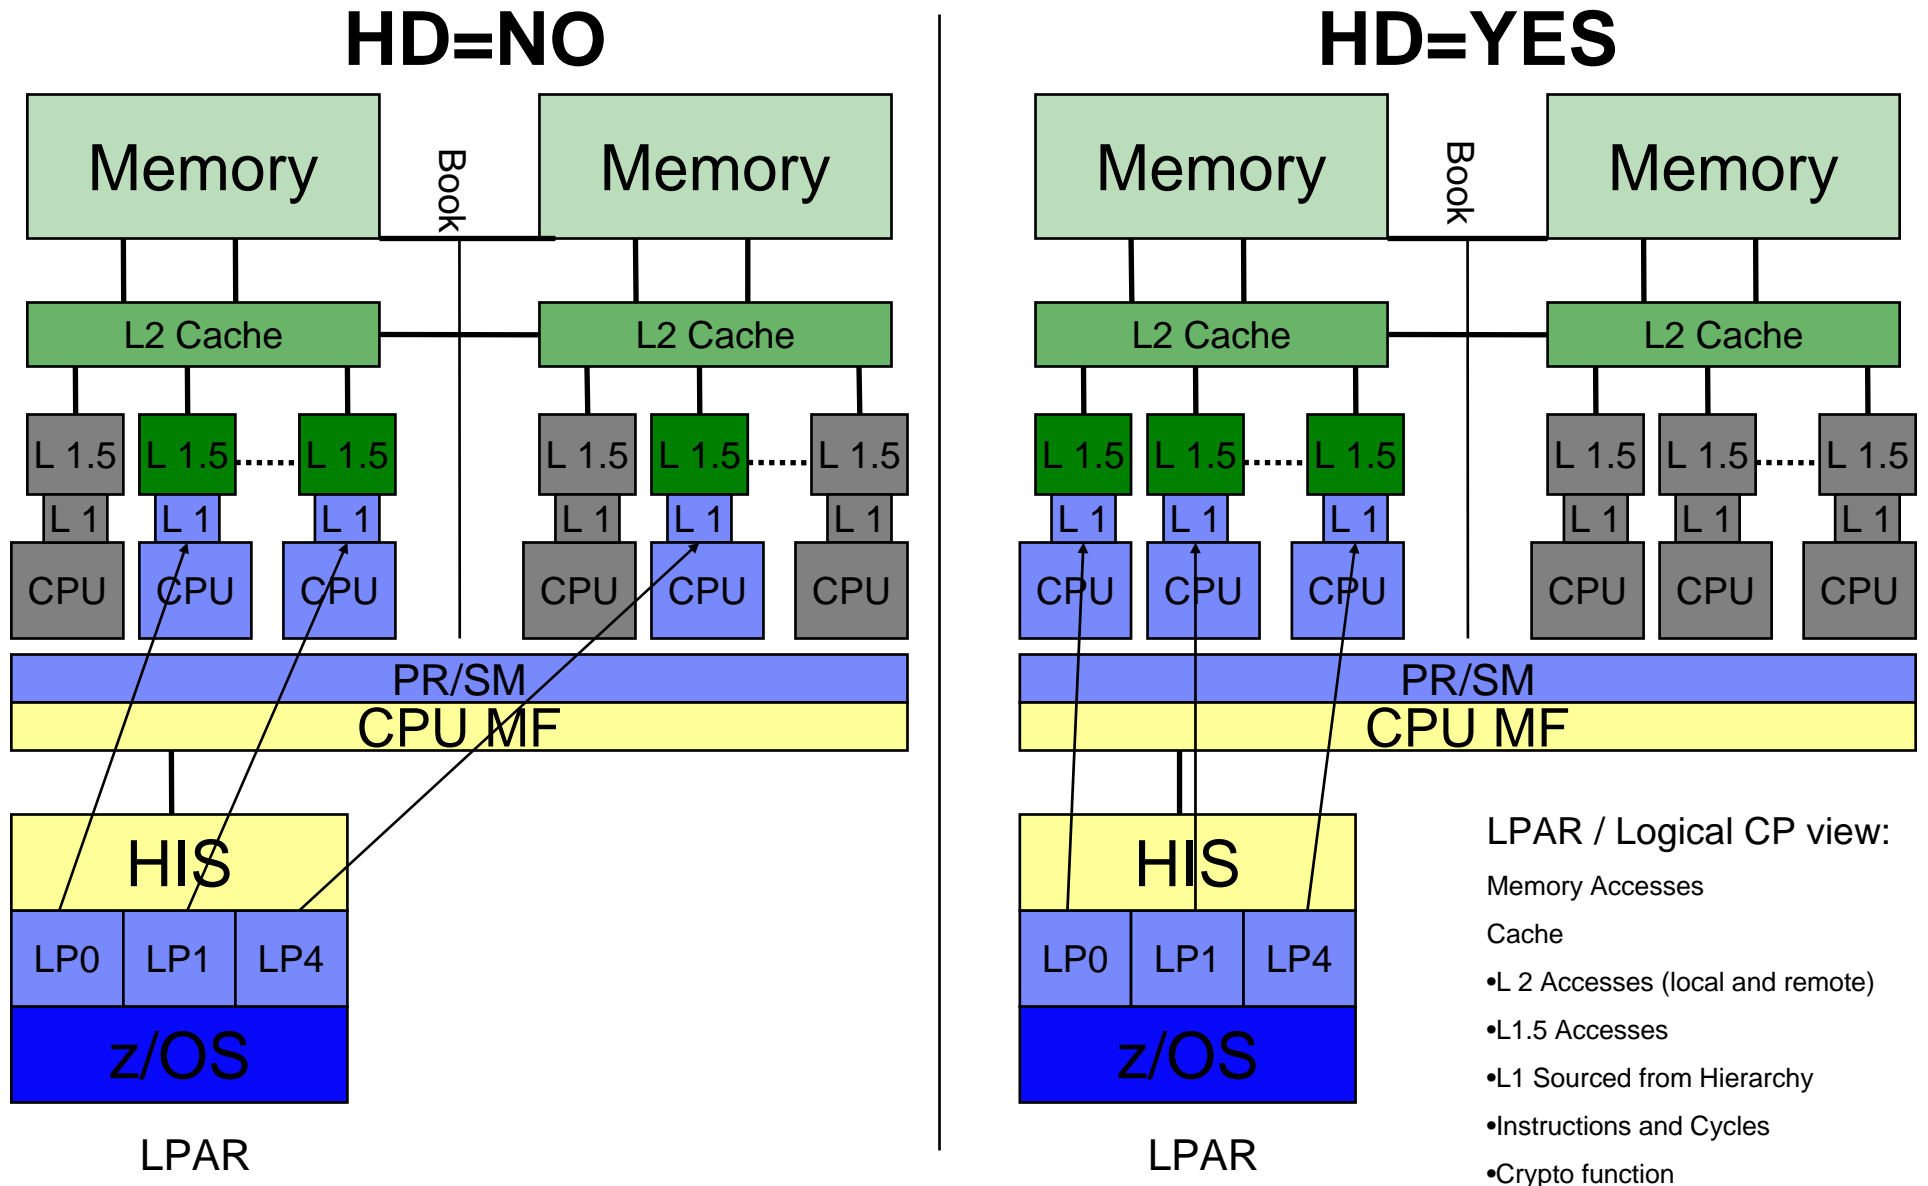 HD=NO
Memory
Book
Memory
L2 Cache
L2 Cache
L 1.5
L 1.5
L 1.5
L 1.5
L 1.5
L 1.5
L 1
L 1
L 1
L 1
L 1
L 1
CPU
CPU
CPU
CPU
CPU
CPU
PR/SM
CPU MF
HIS
LP0
LP1
LP4
z/OS
LPAR
HD=YES
Memory
Book
Memory
L2 Cache
L2 Cache
L 1.5
L 1.5
L 1.5
L 1.5
L 1.5
L 1.5
L 1
L 1
L 1
L 1
L 1
L 1
CPU
CPU
CPU
CPU
CPU
CPU
PR/SM
CPU MF
HIS
LP0
LP1
LP4
z/OS
LPAR
LPAR / Logical CP view:
Memory Accesses
Cache
•L 2 Accesses (local and remote)
•L1.5 Accesses
•L1 Sourced from Hierarchy
•Instructions and Cycles
•Crypto function